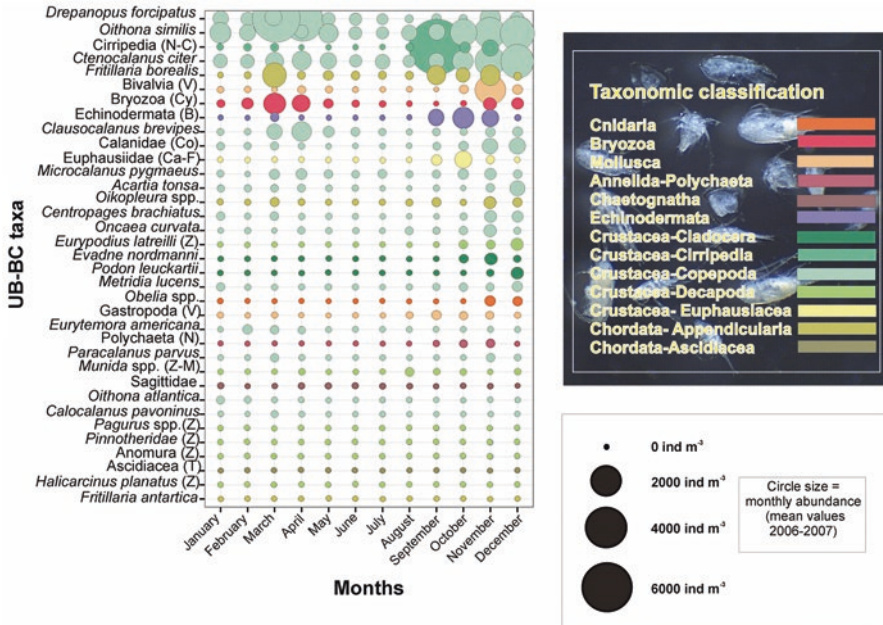 UB-BC taxa
Drepanopus forcipatus
Oithona similis
Cirripedia (N-C)
Ctenocalanus citer
Fritillaria borealis
Bivalvia (V)
Bryozoa (Cy)
Echinodermata (B)
Clausocalanus brevipes
Calanidae (Co)
Euphausiidae (Ca-F)
Microcalanus pygmaeus
Acartia tonsa
Oikopleura spp.
Centropages brachiatus
Oncaea curvata
Eurypodius latreilli (Z)
Evadne nordmanni
Podon leuckartii
Metridia lucens
Obelia spp.
Gastropoda (V)
Eurytemora americana
Polychaeta (N)
Paracalanus parvus
Munida spp. (Z-M)
Sagittidae
Oithona atlantica
Calocalanus pavoninus
Pagurus spp.(Z)
Pinnotheridae (Z)
Anomura (Z)
Ascidiacea (T)
Halicarcinus planatus (Z)
Fritillaria antartica
January
February
March
April
May
June
July
August
September
October
November
December
Months
Taxonomic classification
Cnidaria
Bryozoa
Mollusca
Annelida-Polychaeta
Chaetognatha
Echinodermata
Crustacea-Cladocera
Crustacea-Cirripedia
Crustacea-Copepoda
Crustacea-Decapoda
Crustacea- Euphausiacea
Chordata- Appendicularia
Chordata-Ascidiacea
0 ind m⁻³
2000 ind m⁻³
4000 ind m⁻³
6000 ind m⁻³
Circle size =
monthly abundance
(mean values
2006-2007)